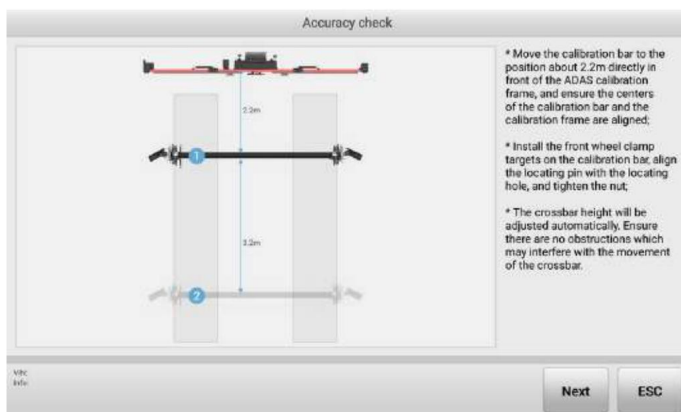 Accuracy check
* Move the calibration bar to the
position about 2.2m directly in
front of the ADAS calibration
frame, and ensure the centers
of the calibration bar and the
calibration frame are aligned;
* Install the front wheel clamp
targets on the calibration bar, align
the locating pin with the locating
hole, and tighten the nut;
* The crossbar height will be
adjusted automatically. Ensure
there are no obstructions which
may interfere with the movement
of the crossbar.
2.2m
1
2
Next
ESC